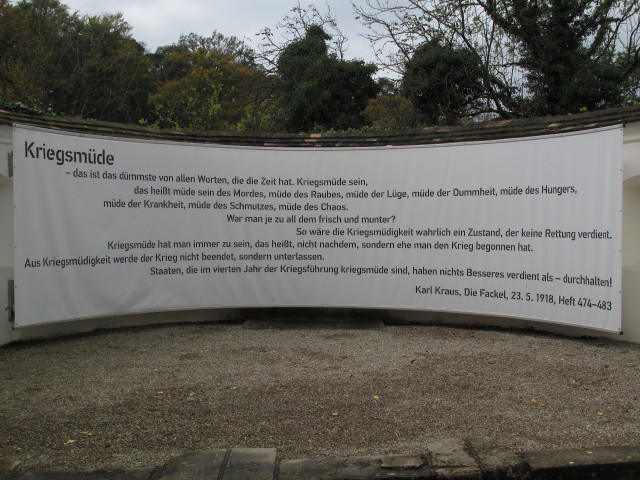 Kriegsmüde
– das ist das dümmste von allen Worten, die die Zeit hat. Kriegsmüde sein,
das heißt müde sein des Mordes, müde des Raubes, müde der Lüge, müde der Dummheit, müde des Hungers,
müde der Krankheit, müde des Schmutzes, müde des Chaos.
War man je zu all dem frisch und munter?
So wäre die Kriegsmüdigkeit wahrlich ein Zustand, der keine Rettung verdient.
Kriegsmüde hat man immer zu sein, das heißt, nicht nachdem, sondern ehe man den Krieg begonnen hat.
Aus Kriegsmüdigkeit werde der Krieg nicht beendet, sondern unterlassen.
Staaten, die im vierten Jahr der Kriegsführung kriegsmüde sind, haben nichts Besseres verdient als – durchhalten!
Karl Kraus, Die Fackel, 23. 5. 1918, Heft 474–483